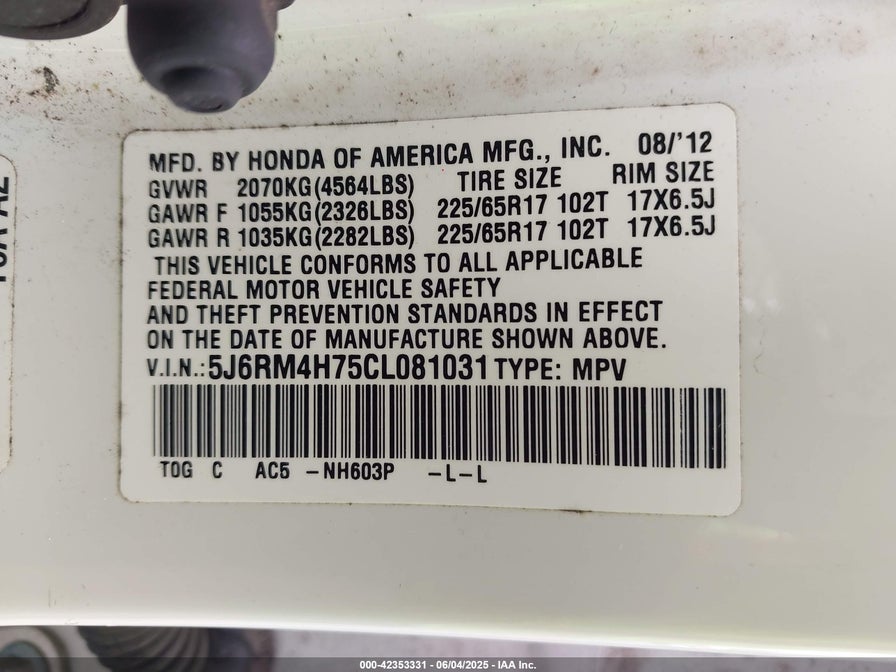 MFD. BY HONDA OF AMERICA MFG., INC. 08/'12
GVWR 2070KG(4564LBS) TIRE SIZE RIM SIZE
GAWR F 1055KG(2326LBS) 225/65R17 102T 17X6.5J
GAWR R 1035KG(2282LBS) 225/65R17 102T 17X6.5J
THIS VEHICLE CONFORMS TO ALL APPLICABLE
FEDERAL MOTOR VEHICLE SAFETY
AND THEFT PREVENTION STANDARDS IN EFFECT
ON THE DATE OF MANUFACTURE SHOWN ABOVE.
V.I.N.:5J6RM4H75CL081031 TYPE: MPV
T0G C AC5 -NH603P -L-L
000-42353331 - 06/04/2025 - IAA Inc.